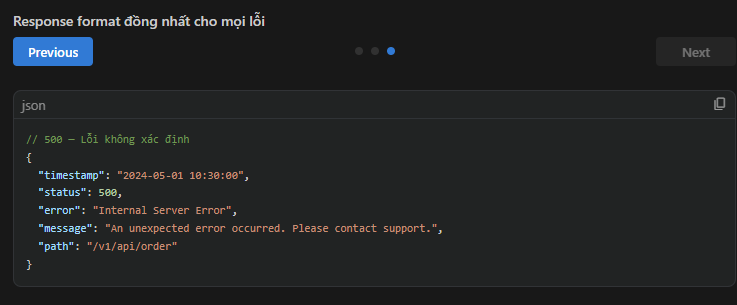 Response format đồng nhất cho mọi lỗi
Previous
Next
json
// 500 — Lỗi không xác định
{
  "timestamp": "2024-05-01 10:30:00",
  "status": 500,
  "error": "Internal Server Error",
  "message": "An unexpected error occurred. Please contact support.",
  "path": "/v1/api/order"
}